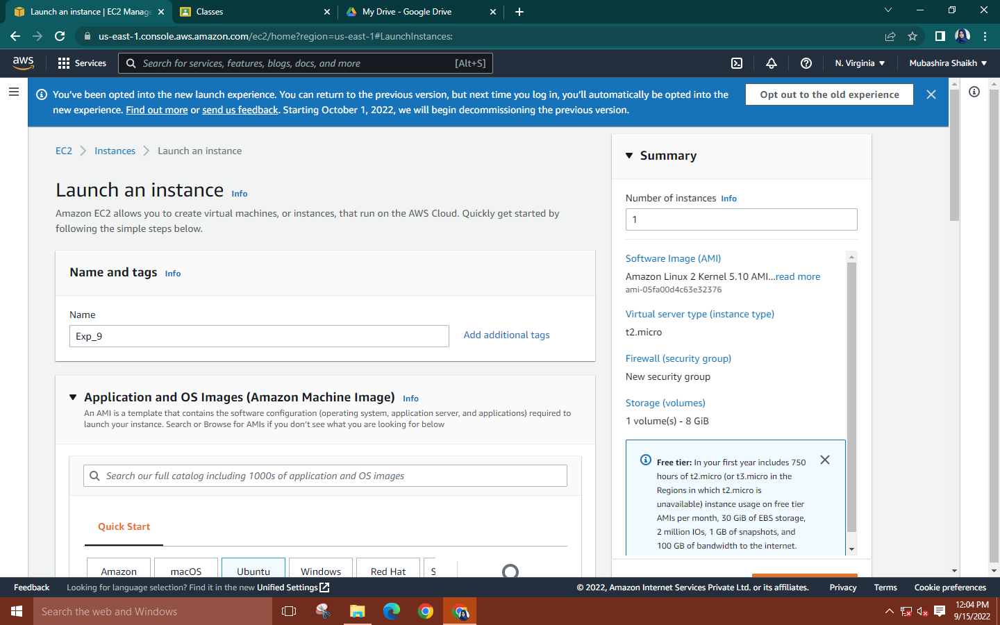 Launch an instance | EC2 Manage
Classes
My Drive - Google Drive
us-east-1.console.aws.amazon.com/ec2/home?region=us-east-1#LaunchInstances:
aws
Services
Search for services, features, blogs, docs, and more
[Alt+S]
N. Virginia
Mubashira Shaikh
You've been opted into the new launch experience. You can return to the previous version, but next time you log in, you'll automatically be opted into the
new experience. Find out more or send us feedback. Starting October 1, 2022, we will begin decommissioning the previous version.
Opt out to the old experience
EC2
Instances
Launch an instance
Launch an instance Info
Amazon EC2 allows you to create virtual machines, or instances, that run on the AWS Cloud. Quickly get started by
following the simple steps below.
Name and tags Info
Name
Exp_9
Add additional tags
Application and OS Images (Amazon Machine Image) Info
An AMI is a template that contains the software configuration (operating system, application server, and applications) required to
launch your instance. Search or Browse for AMIs if you don't see what you are looking for below
Search our full catalog including 1000s of application and OS images
Quick Start
Amazon
macOS
Ubuntu
Windows
Red Hat
S
Summary
Number of instances Info
1
Software Image (AMI)
Amazon Linux 2 Kernel 5.10 AMI...read more
ami-05fa00d4c63e32376
Virtual server type (instance type)
t2.micro
Firewall (security group)
New security group
Storage (volumes)
1 volume(s) - 8 GiB
Free tier: In your first year includes 750
hours of t2.micro (or t3.micro in the
Regions in which t2.micro is
unavailable) instance usage on free tier
AMIs per month, 30 GiB of EBS storage,
2 million IOs, 1 GB of snapshots, and
100 GB of bandwidth to the internet.
Feedback
Looking for language selection? Find it in the new Unified Settings
© 2022, Amazon Internet Services Private Ltd. or its affiliates.
Privacy
Terms
Cookie preferences
Search the web and Windows
12:04 PM
9/15/2022